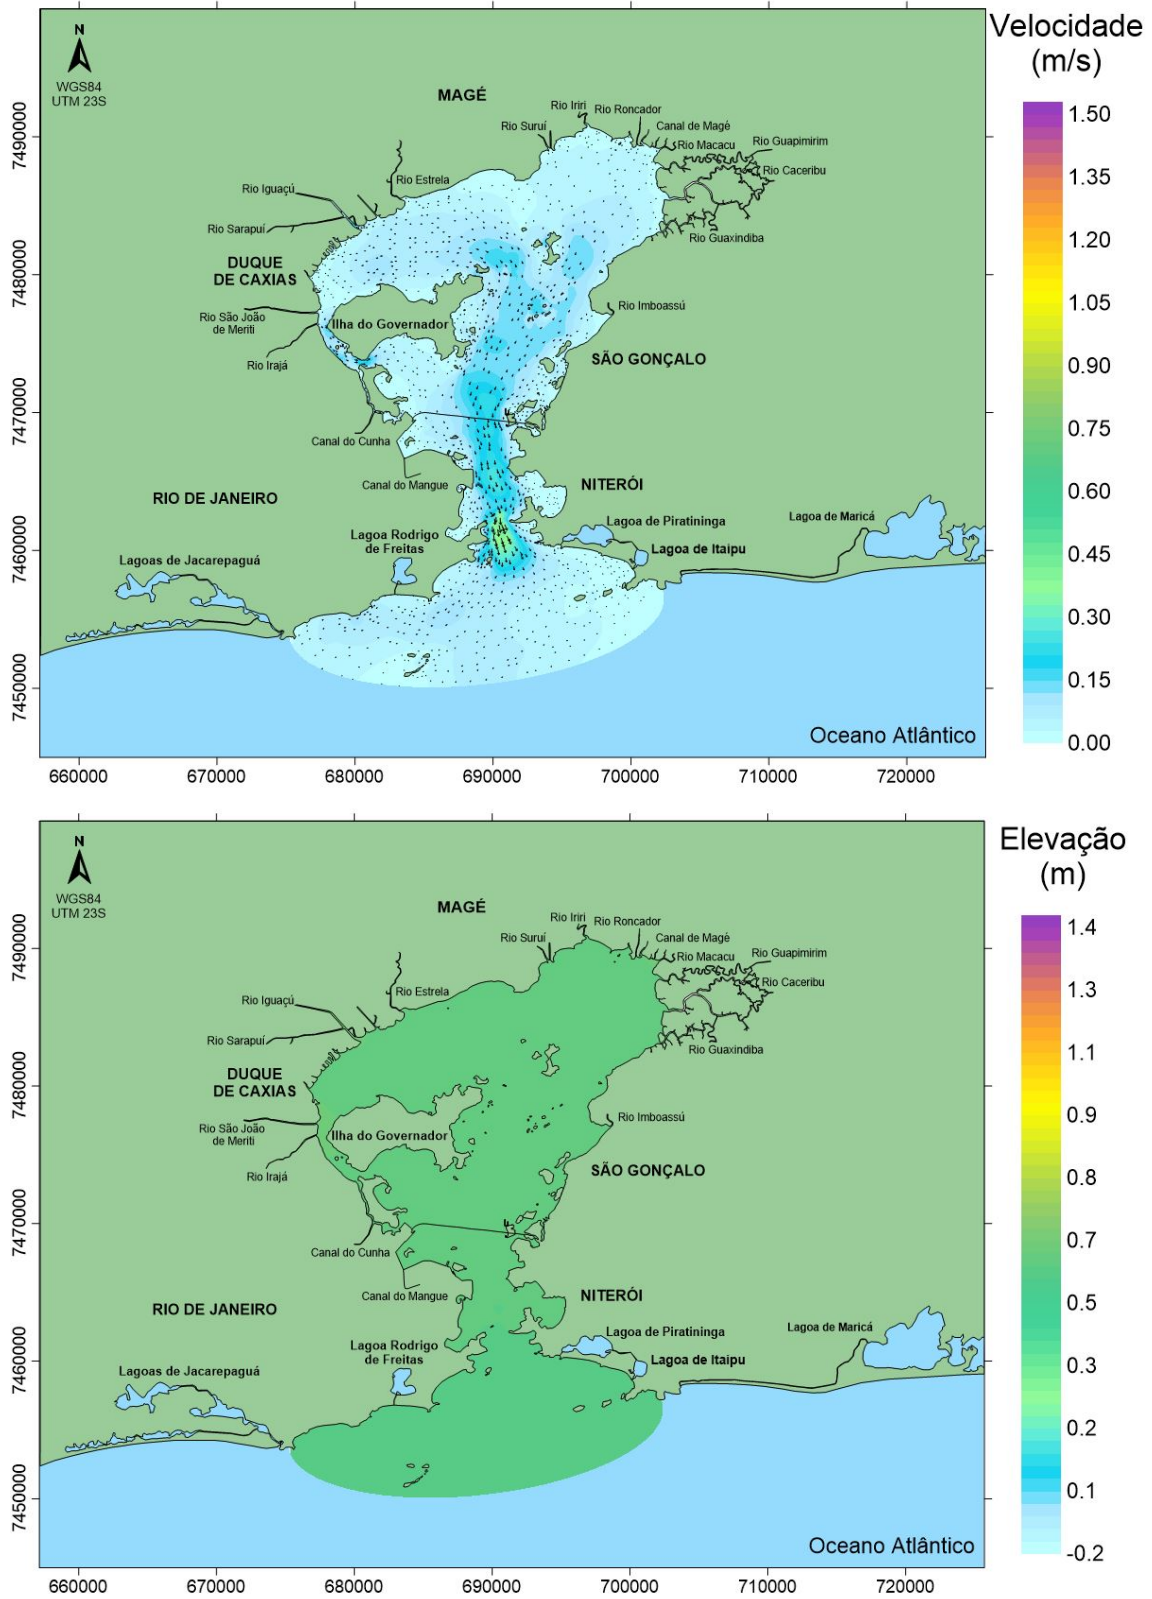 Velocidade
(m/s)
N
WGS84
UTM 23S
MAGÉ
Rio Iriri
Rio Roncador
Rio Suruí
Canal de Magé
Rio Macacu
Rio Guapimirim
Rio Caceribu
Rio Estrela
Rio Iguaçú
Rio Sarapuí
Rio Guaxindiba
DUQUE
DE CAXIAS
Rio São João
de Meriti
Ilha do Governador
Rio Imboassú
Rio Irajá
SÃO GONÇALO
Canal do Cunha
Canal do Mangue
NITERÓI
RIO DE JANEIRO
Lagoa de Maricá
Lagoa de Piratininga
Lagoa Rodrigo
de Freitas
Lagoa de Itaipu
Lagoas de Jacarepaguá
Oceano Atlântico
7490000
7480000
7470000
7460000
7450000
660000 670000 680000 690000 700000 710000 720000
1.50
1.35
1.20
1.05
0.90
0.75
0.60
0.45
0.30
0.15
0.00
Elevação
(m)
N
WGS84
UTM 23S
MAGÉ
Rio Iriri
Rio Roncador
Rio Suruí
Canal de Magé
Rio Macacu
Rio Guapimirim
Rio Caceribu
Rio Estrela
Rio Iguaçú
Rio Sarapuí
Rio Guaxindiba
DUQUE
DE CAXIAS
Rio São João
de Meriti
Ilha do Governador
Rio Imboassú
Rio Irajá
SÃO GONÇALO
Canal do Cunha
Canal do Mangue
NITERÓI
RIO DE JANEIRO
Lagoa de Maricá
Lagoa de Piratininga
Lagoa Rodrigo
de Freitas
Lagoa de Itaipu
Lagoas de Jacarepaguá
Oceano Atlântico
7490000
7480000
7470000
7460000
7450000
660000 670000 680000 690000 700000 710000 720000
1.4
1.3
1.1
0.9
0.8
0.7
0.5
0.3
0.2
0.1
-0.2